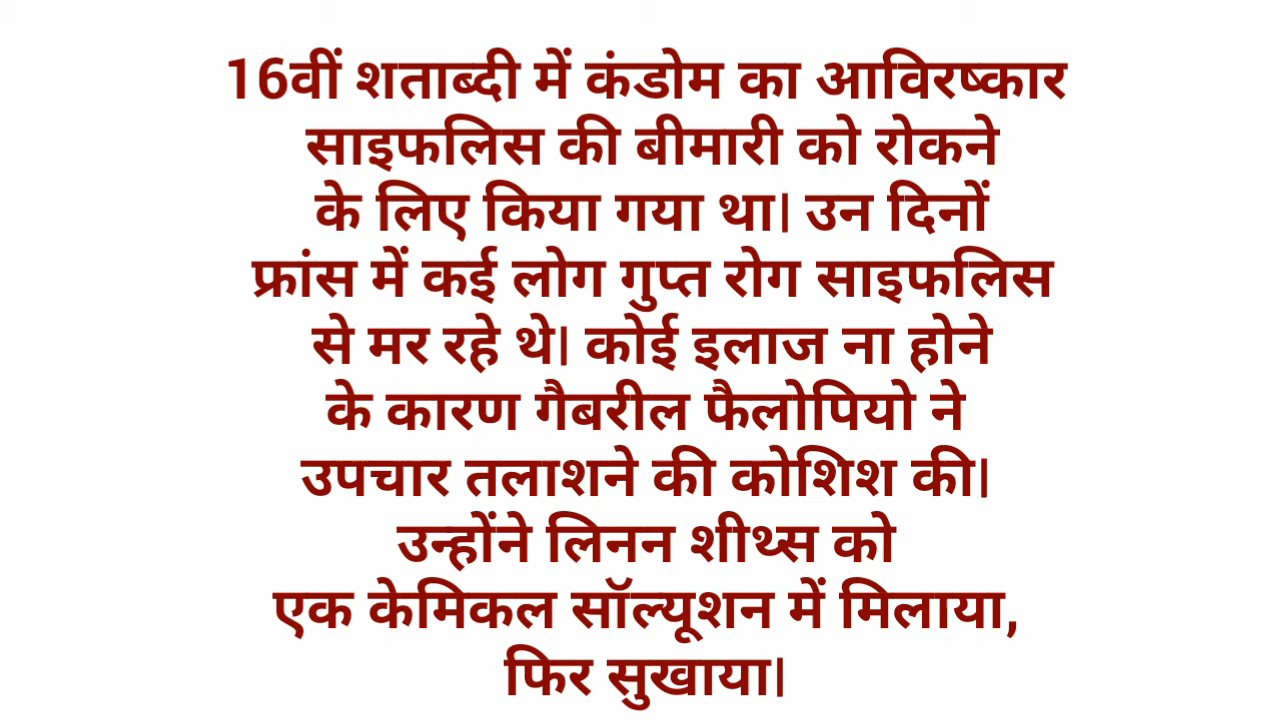 16वीं शताब्दी में कंडोम का आविरष्कार
साइफलिस की बीमारी को रोकने
के लिए किया गया था। उन दिनों
फ्रांस में कई लोग गुप्त रोग साइफलिस
से मर रहे थे। कोई इलाज ना होने
के कारण गैबरील फैलोपियो ने
उपचार तलाशने की कोशिश की।
उन्होंने लिनन शीथ्स को
एक केमिकल सॉल्यूशन में मिलाया,
फिर सुखाया।